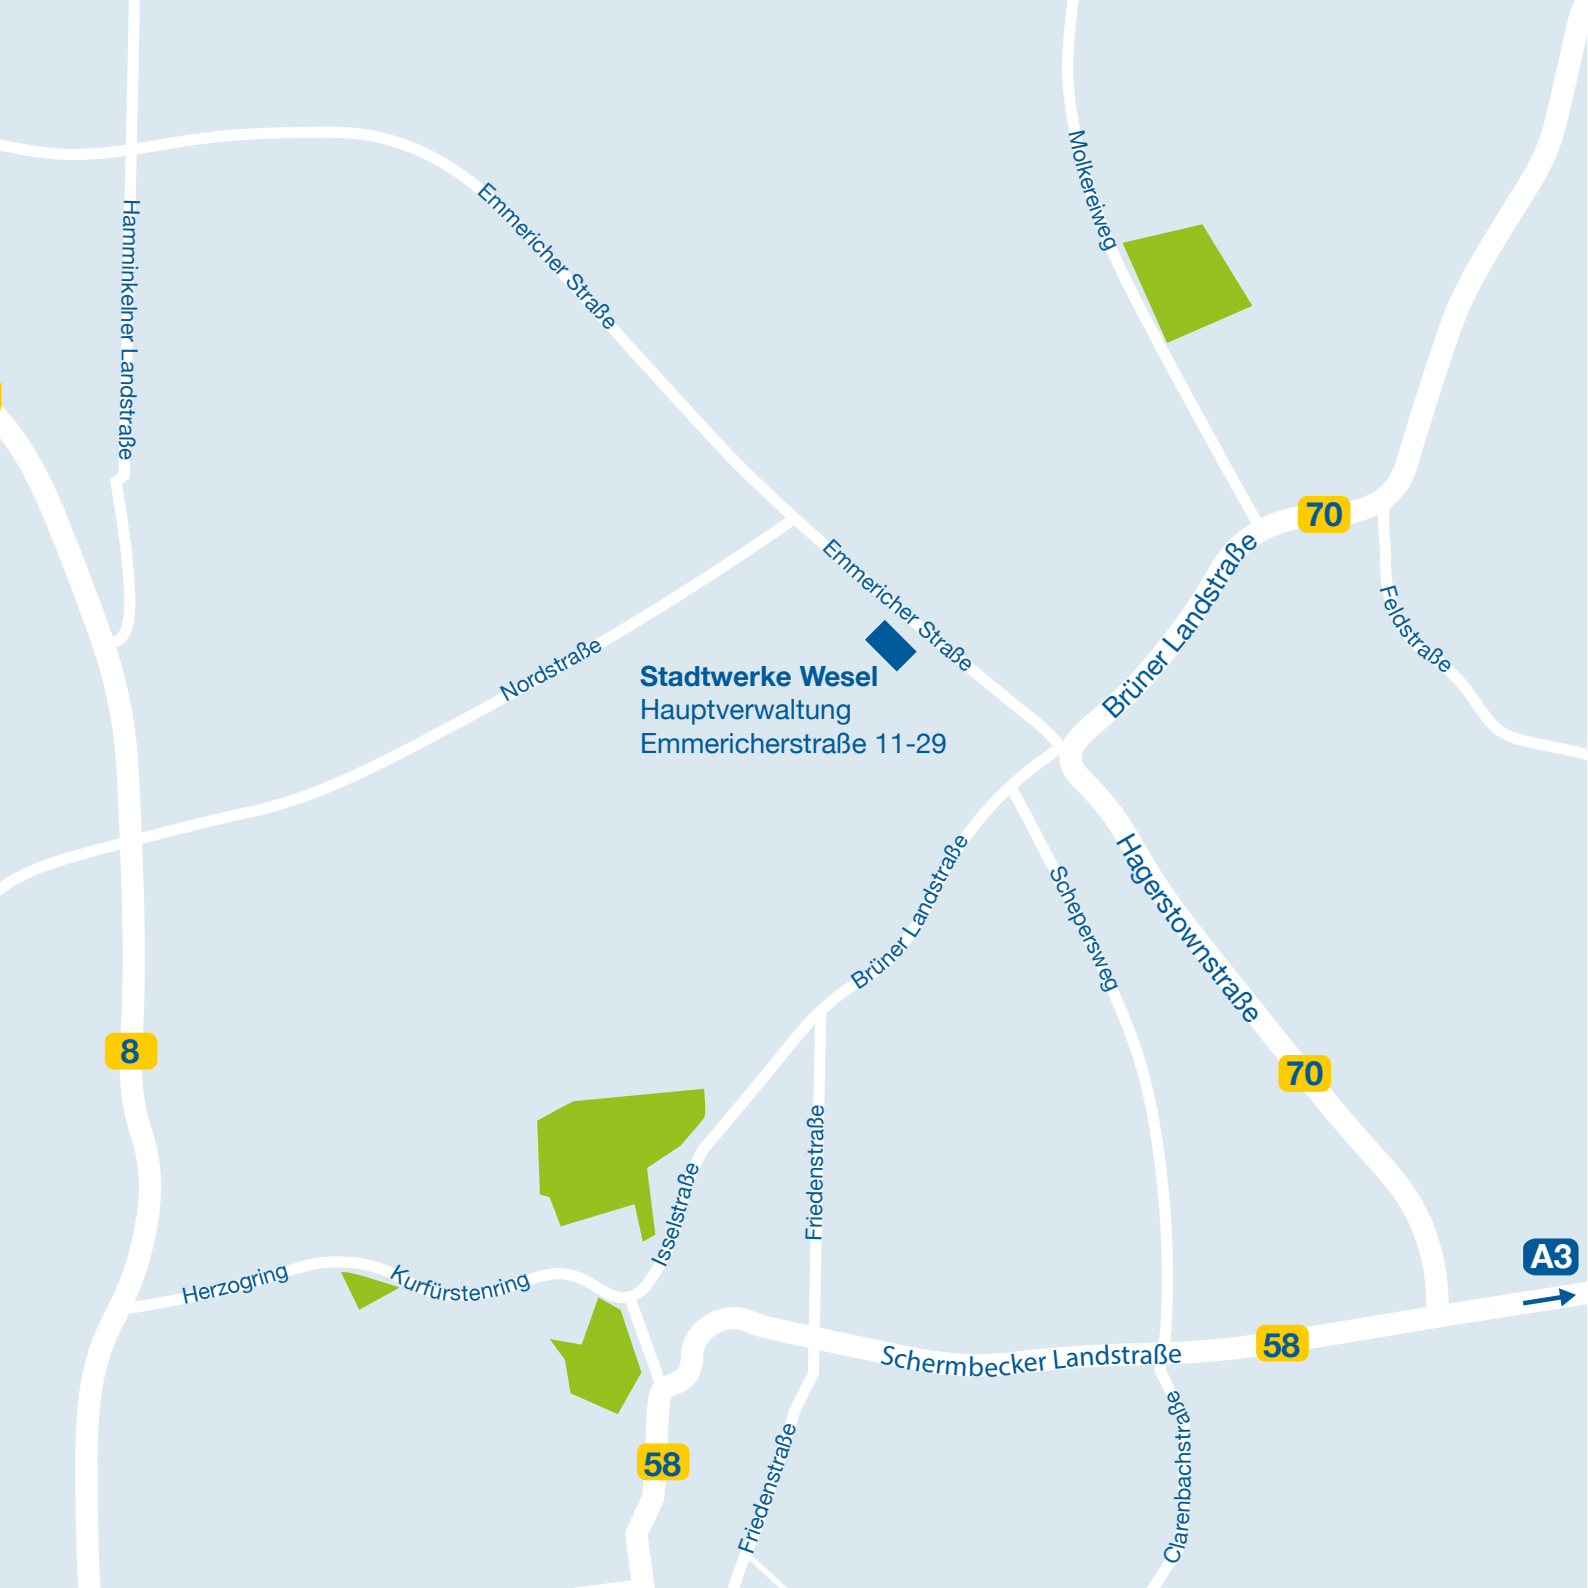 Molkereiweg
Emmericher Straße
Hamminkelner Landstraße
70
Emmericher Straße
Brüner Landstraße
Feldstraße
Nordstraße
Stadtwerke Wesel
Hauptverwaltung
Emmericherstraße 11-29
Brüner Landstraße
Schepersweg
Hagerstownstraße
8
70
Friedenstraße
Isselstraße
Herzogring
Kurfürstenring
A3
58
Schermbecker Landstraße
58
Friedenstraße
Clarenbachstraße